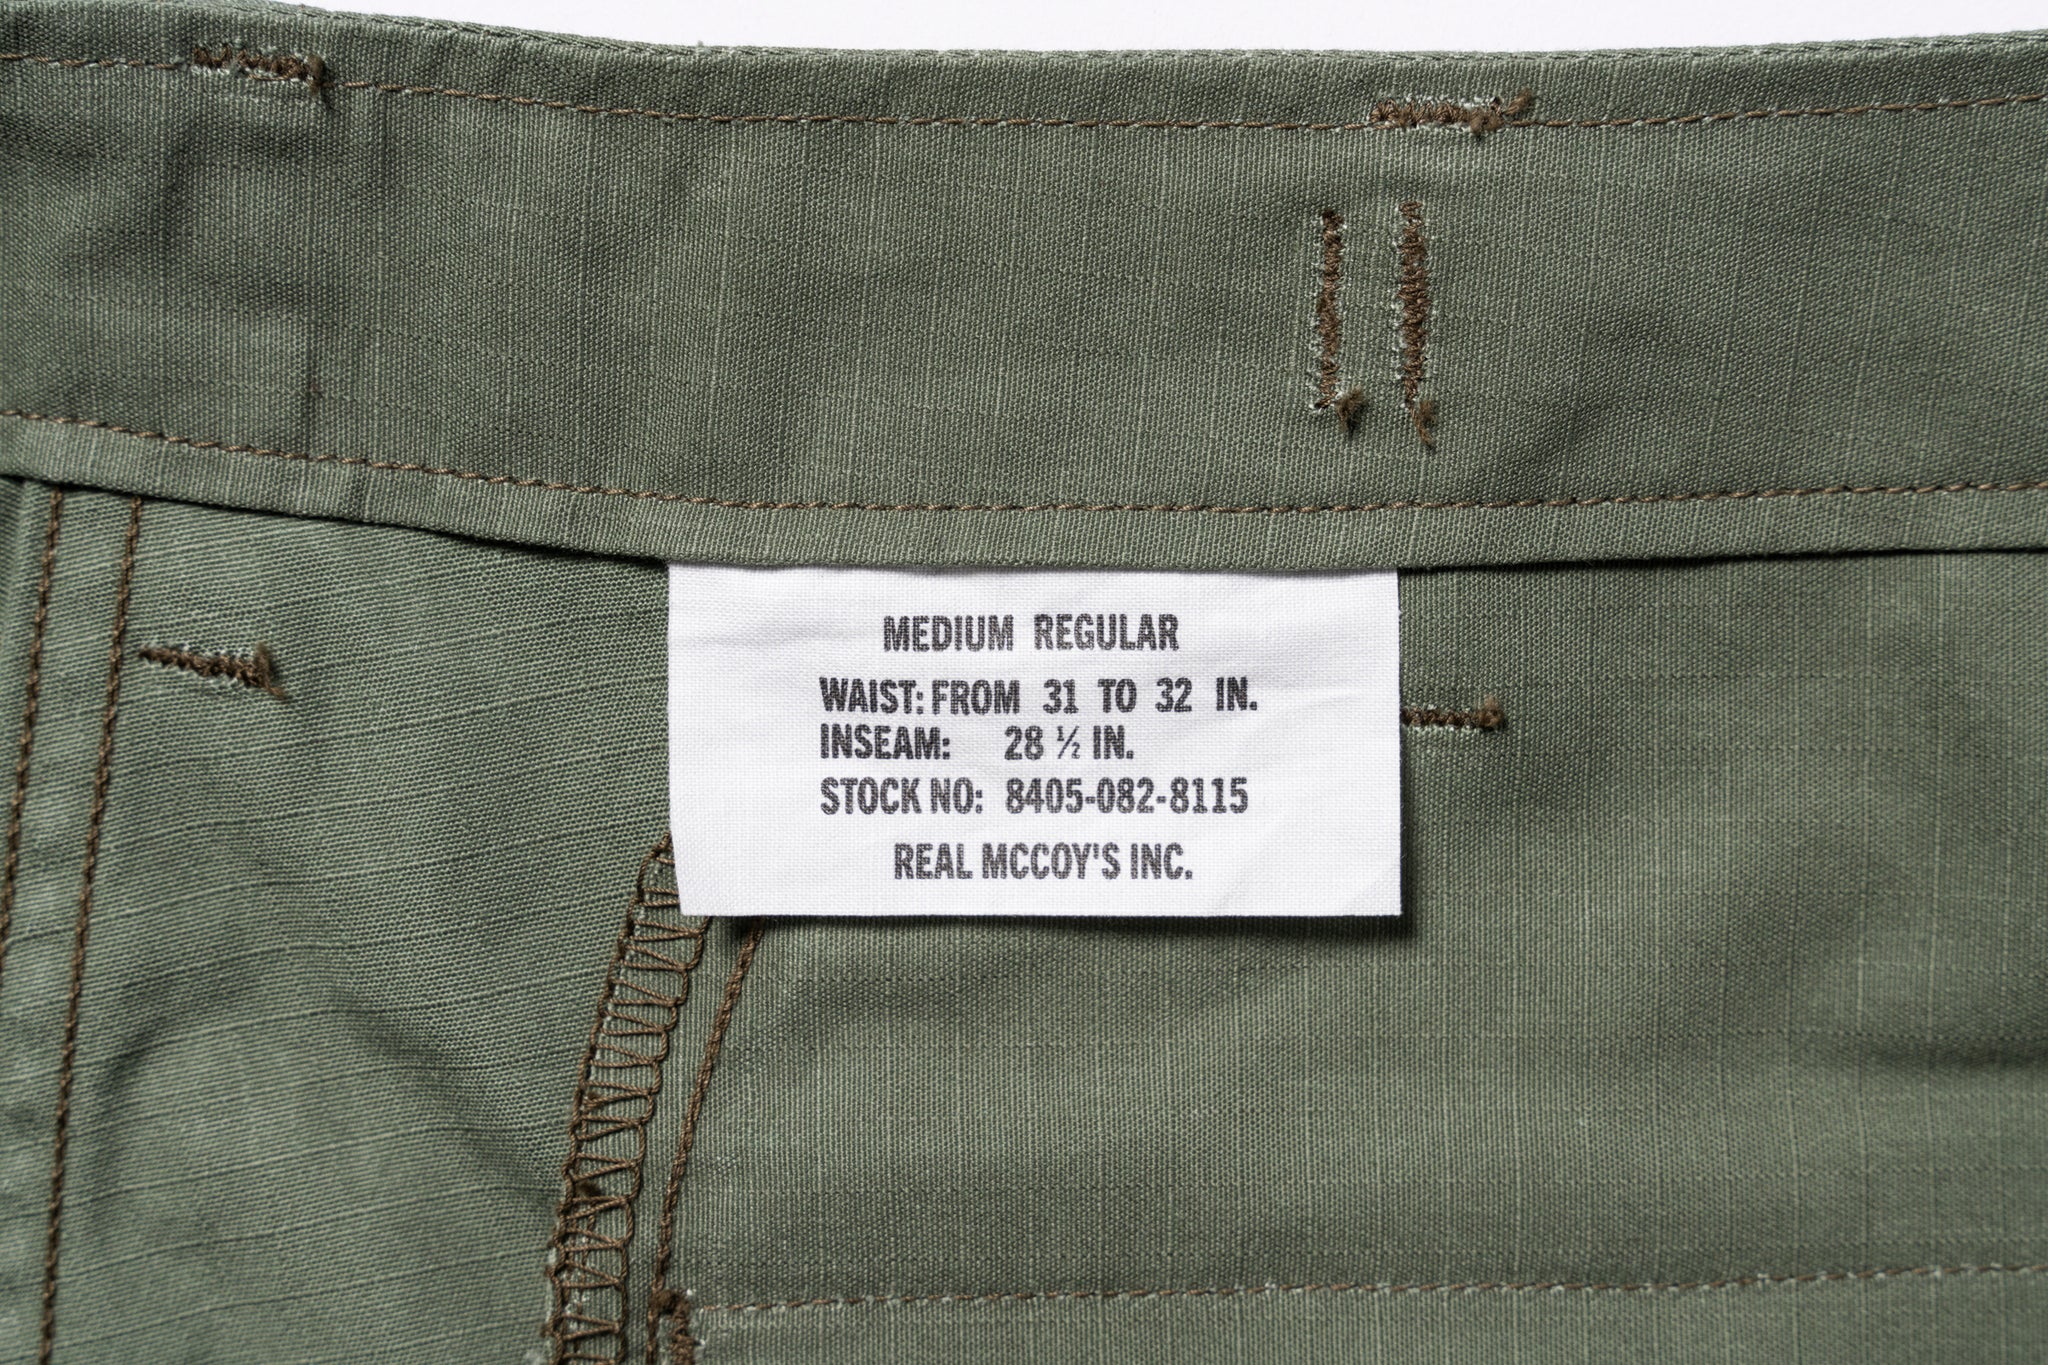 MEDIUM REGULAR
WAIST: FROM 31 TO 32 IN.
INSEAM: 28 ½ IN.
STOCK NO: 8405-082-8115
REAL MCCOY'S INC.